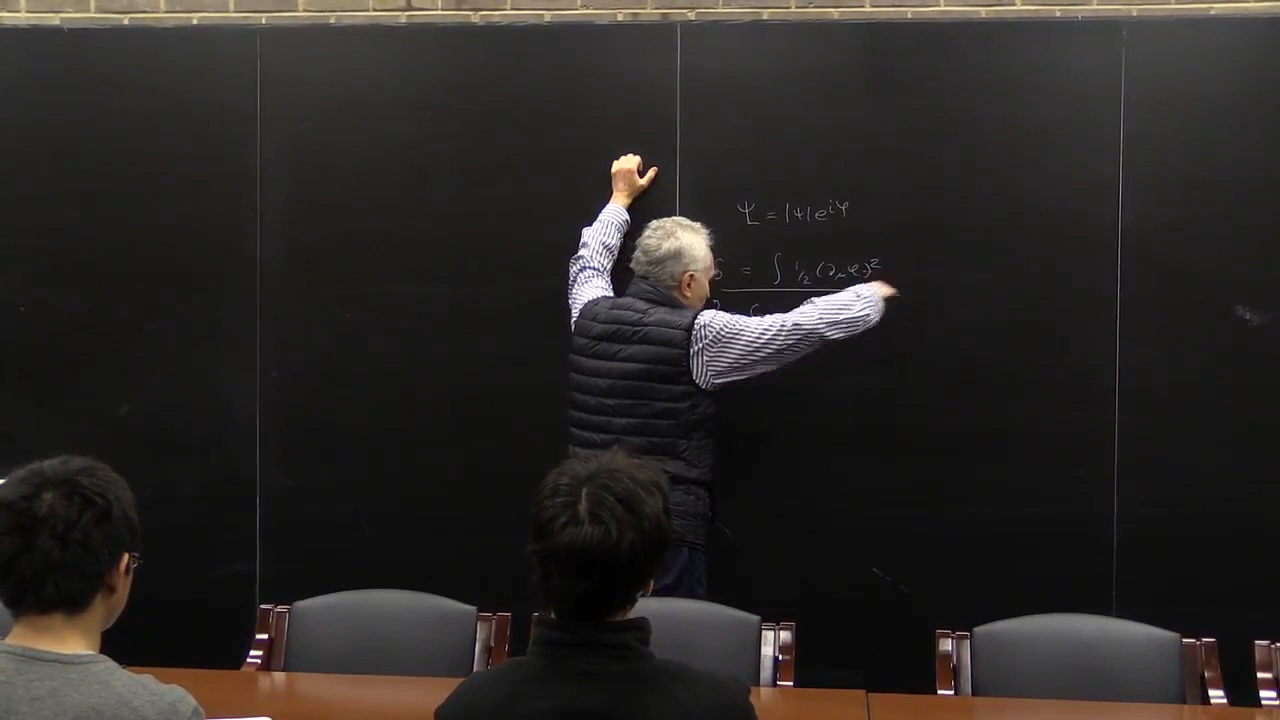 Ψ = |ψ|e^{iφ}
S = ∫ 1/2 (∂_μ φ)^2